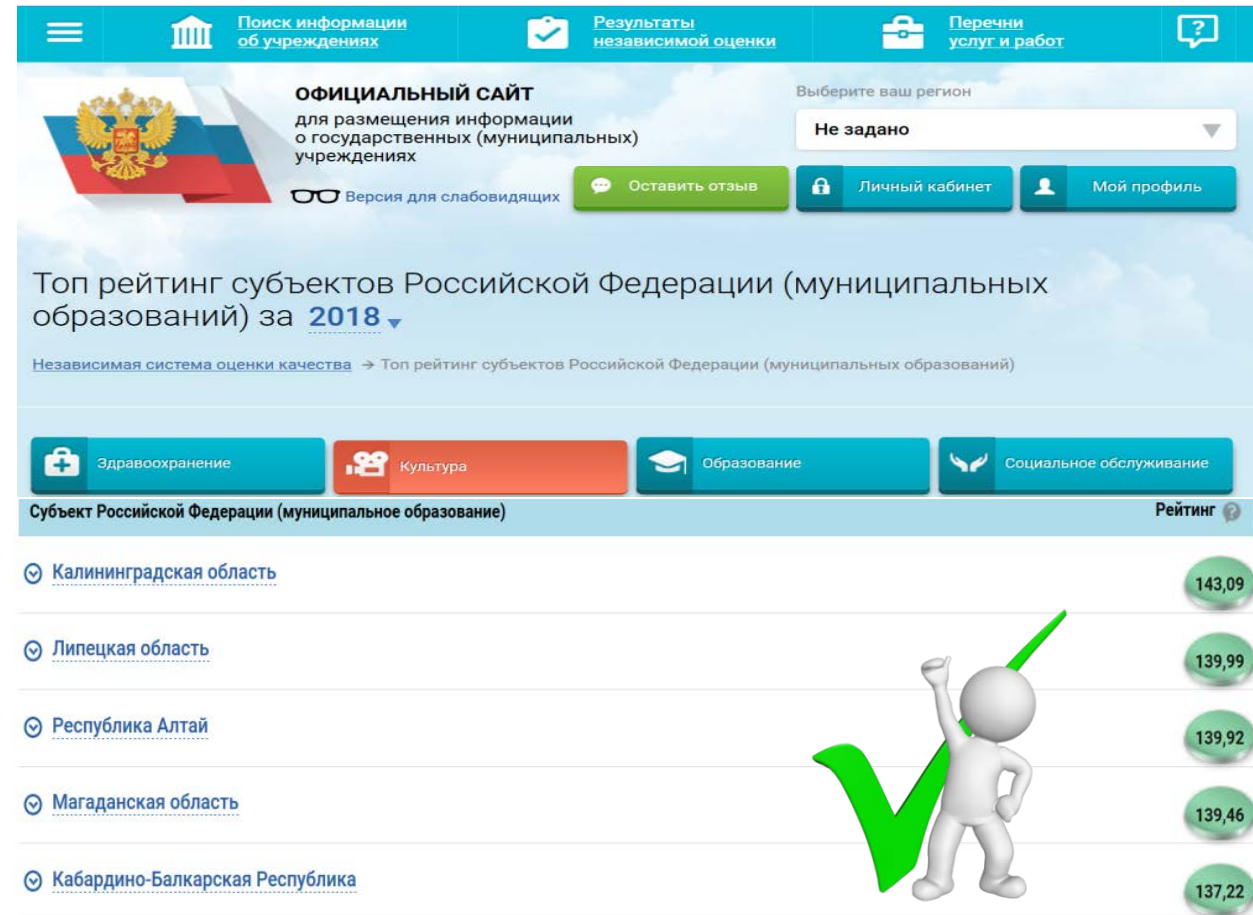 Поиск информации
об учреждениях
Результаты
независимой оценки
Перечни
услуг и работ
ОФИЦИАЛЬНЫЙ САЙТ
для размещения информации
о государственных (муниципальных)
учреждениях
Версия для слабовидящих
Выберите ваш регион
Не задано
Оставить отзыв
Личный кабинет
Мой профиль
Топ рейтинг субъектов Российской Федерации (муниципальных
образований) за 2018
Независимая система оценки качества → Топ рейтинг субъектов Российской Федерации (муниципальных образований)
Здравоохранение
Культура
Образование
Социальное обслуживание
Субъект Российской Федерации (муниципальное образование)
Рейтинг ?
Калининградская область
143,09
Липецкая область
139,99
Республика Алтай
139,92
Магаданская область
139,46
Кабардино-Балкарская Республика
137,22